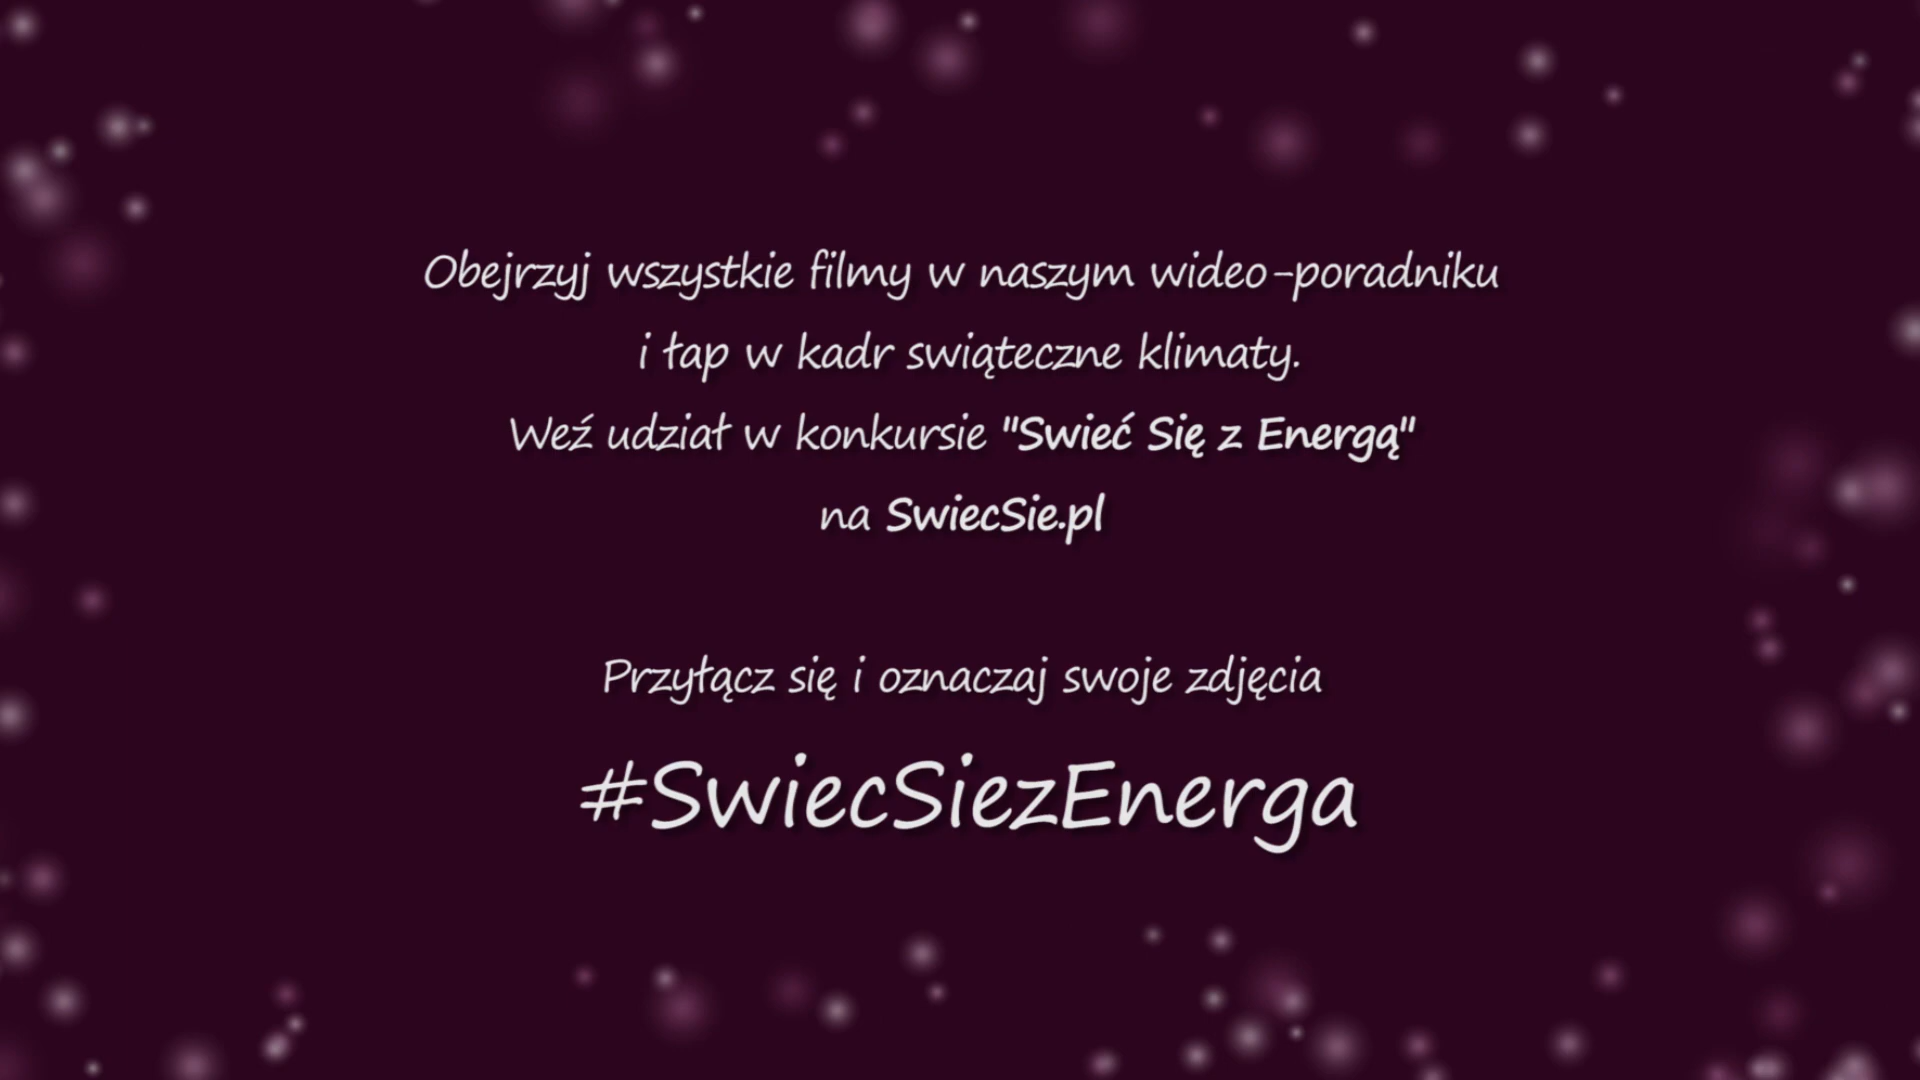 Obejrzyj wszystkie filmy w naszym wideo-poradniku
i łap w kadr swiąteczne klimaty.
Weź udział w konkursie "Swieć Się z Energą"
na SwiecSie.pl
Przyłącz się i oznaczaj swoje zdjęcia
#SwiecSiezEnerga